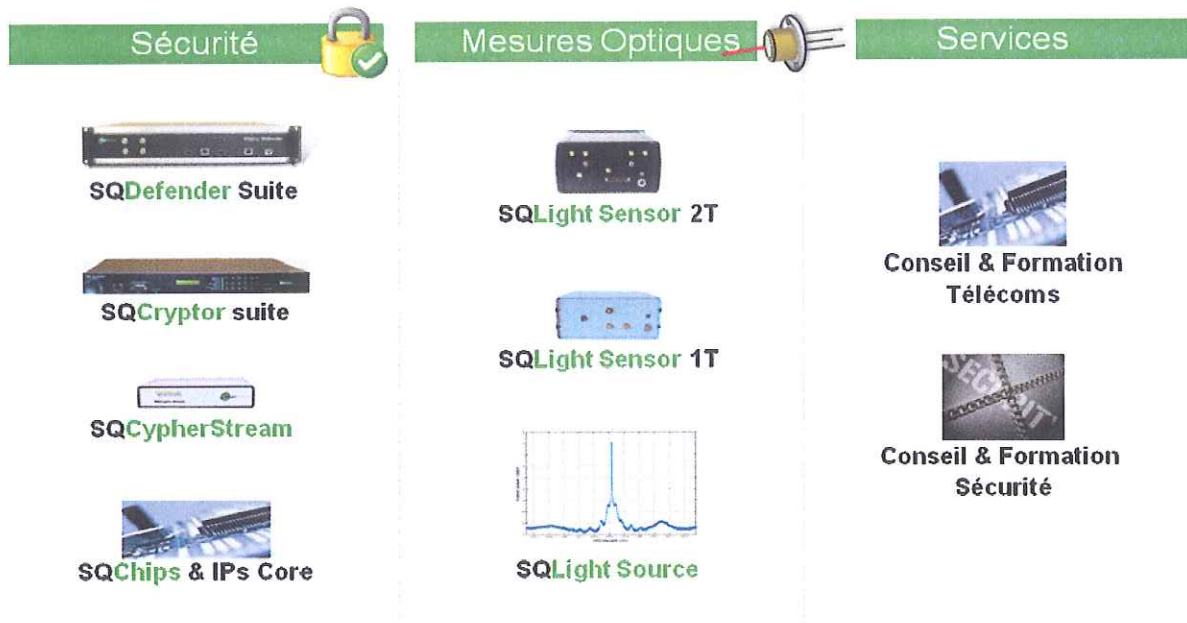 Sécurité
SQDefender Suite
SQCryptor suite
SQCypherStream
SQChips & IPs Core
Mesures Optiques
SQLight Sensor 2T
SQLight Sensor 1T
SQLight Source
Services
Conseil & Formation
Télécoms
Conseil & Formation
Sécurité